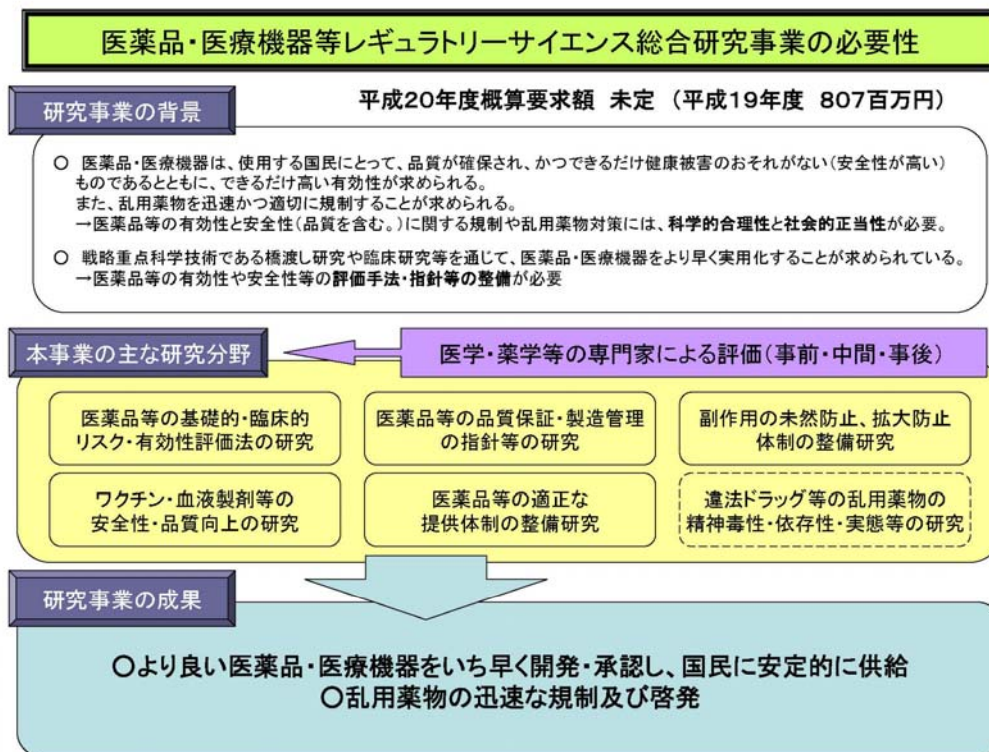 医薬品・医療機器等レギュラトリーサイエンス総合研究事業の必要性
研究事業の背景
平成20年度概算要求額 未定 (平成19年度 807百万円)
○ 医薬品・医療機器は、使用する国民にとって、品質が確保され、かつできるだけ健康被害のおそれがない(安全性が高い)
ものであるとともに、できるだけ高い有効性が求められる。
また、乱用薬物を迅速かつ適切に規制することが求められる。
→医薬品等の有効性と安全性(品質を含む。)に関する規制や乱用薬物対策には、科学的合理性と社会的正当性が必要。
○ 戦略重点科学技術である橋渡し研究や臨床研究等を通じて、医薬品・医療機器をより早く実用化することが求められている。
→医薬品等の有効性や安全性等の評価手法・指針等の整備が必要
本事業の主な研究分野
医学・薬学等の専門家による評価(事前・中間・事後)
医薬品等の基礎的・臨床的
リスク・有効性評価法の研究
医薬品等の品質保証・製造管理
の指針等の研究
副作用の未然防止、拡大防止
体制の整備研究
ワクチン・血液製剤等の
安全性・品質向上の研究
医薬品等の適正な
提供体制の整備研究
違法ドラッグ等の乱用薬物の
精神毒性・依存性・実態等の研究
研究事業の成果
○より良い医薬品・医療機器をいち早く開発・承認し、国民に安定的に供給
○乱用薬物の迅速な規制及び啓発